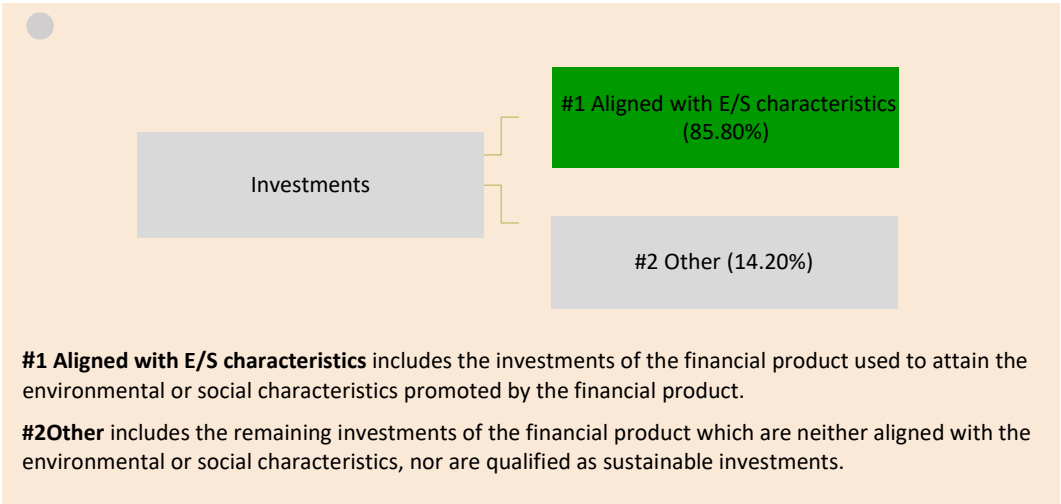 #1 Aligned with E/S characteristics
(85.80%)
Investments
#2 Other (14.20%)
#1 Aligned with E/S characteristics includes the investments of the financial product used to attain the
environmental or social characteristics promoted by the financial product.
#2Other includes the remaining investments of the financial product which are neither aligned with the
environmental or social characteristics, nor are qualified as sustainable investments.